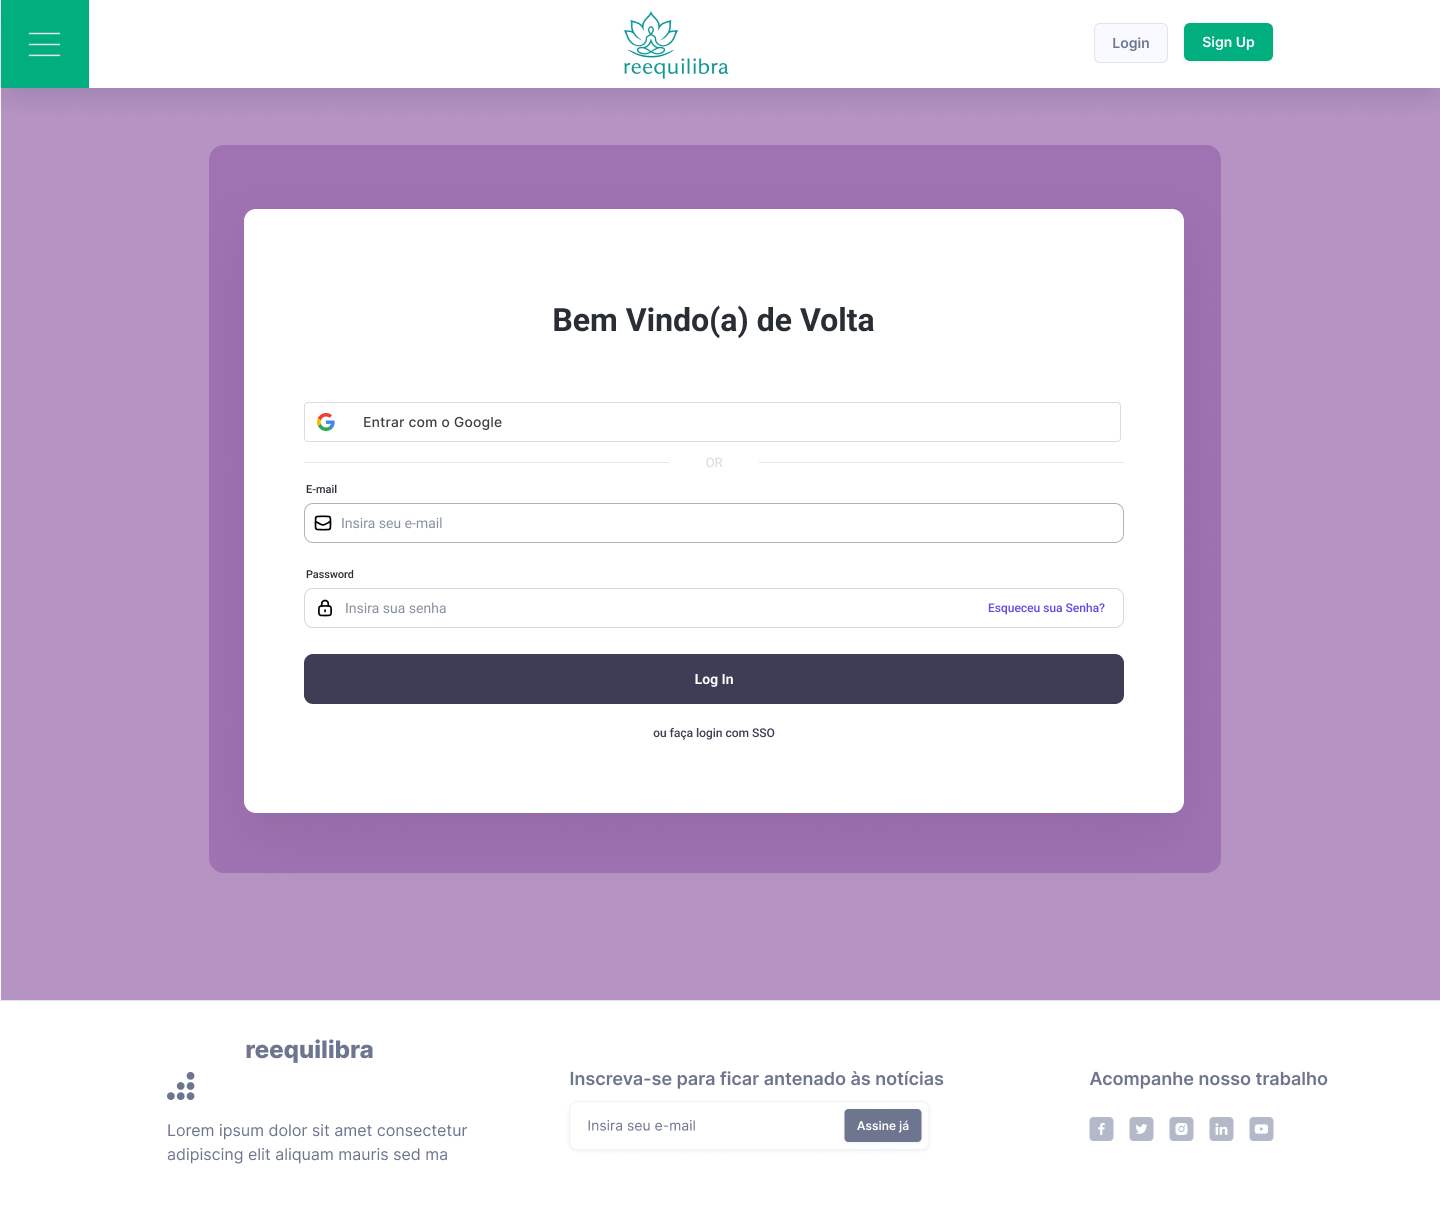 reequilibra
Login
Sign Up
Bem Vindo(a) de Volta
Entrar com o Google
OR
E-mail
Insira seu e-mail
Password
Insira sua senha
Esqueceu sua Senha?
Log In
ou faça login com SSO
reequilibra
Lorem ipsum dolor sit amet consectetur
adipiscing elit aliquam mauris sed ma
Inscreva-se para ficar antenado às notícias
Insira seu e-mail
Assine já
Acompanhe nosso trabalho